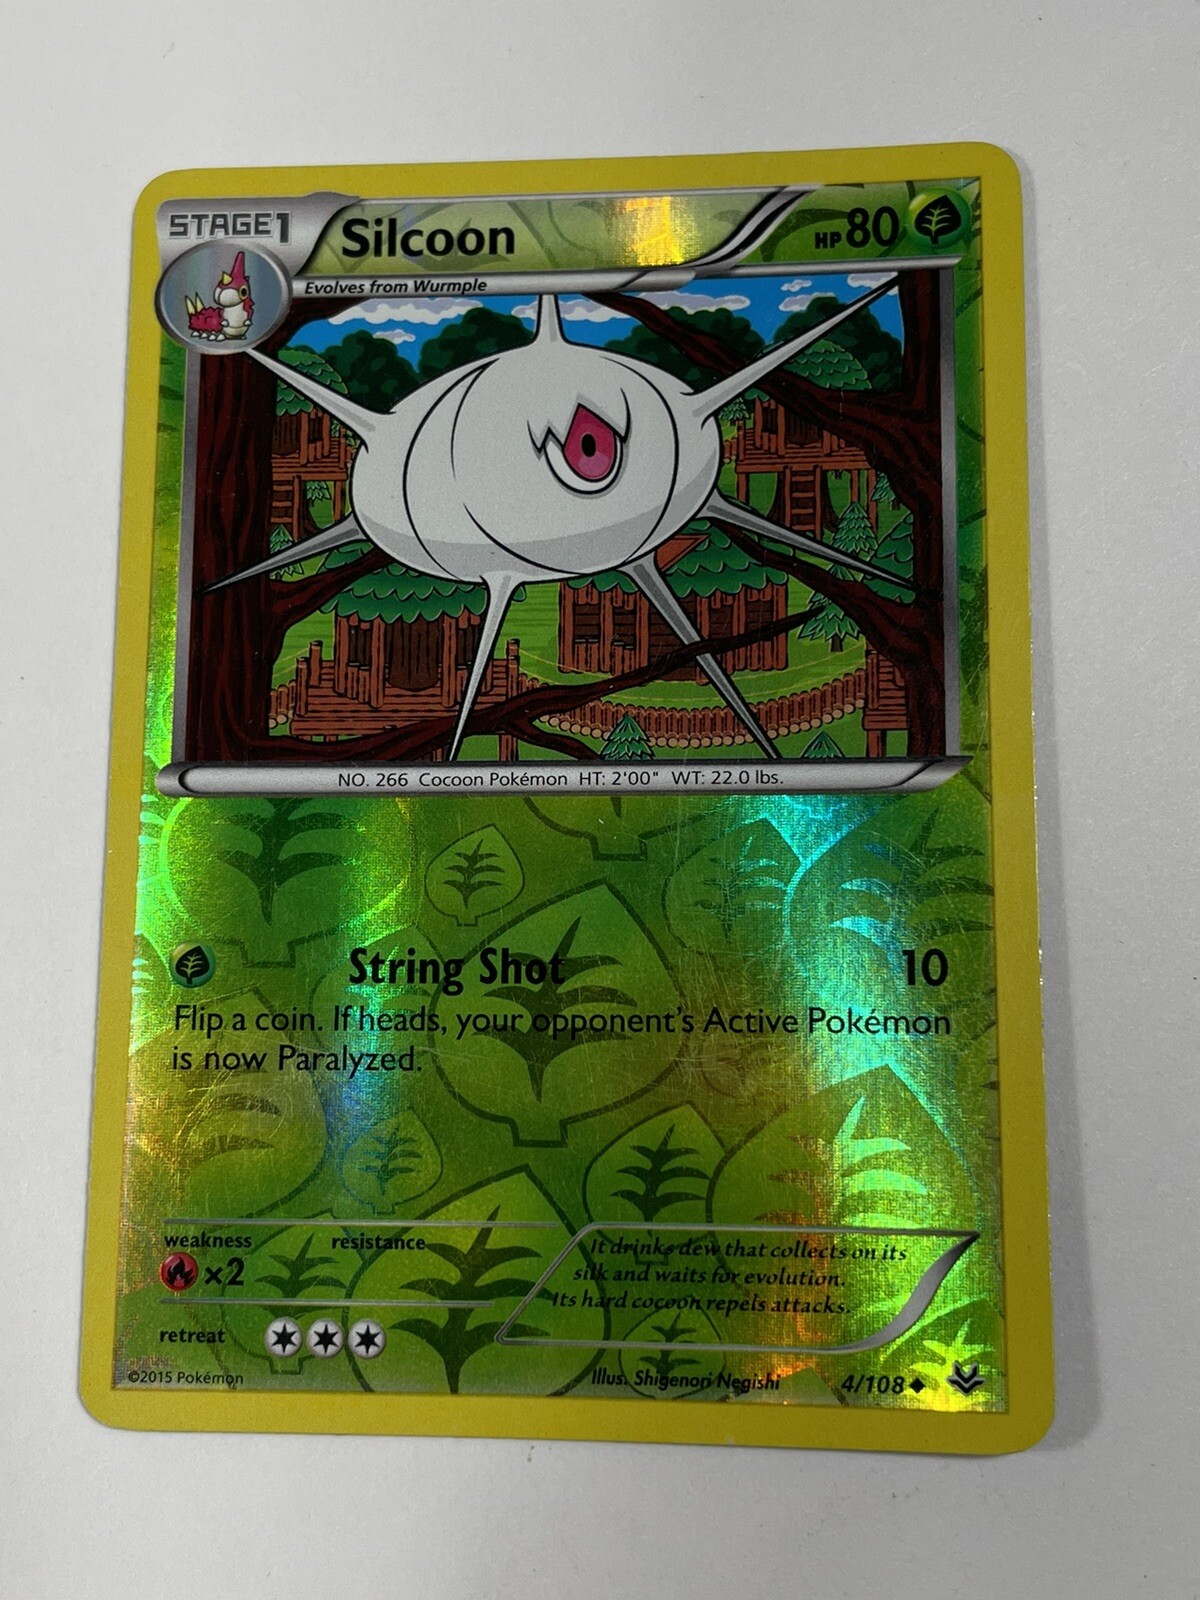 STAGE1
Silcoon
HP 80
Evolves from Wurmple
NO. 266 Cocoon Pokémon HT: 2'00" WT: 22.0 lbs.
String Shot 10
Flip a coin. If heads, your opponent's Active Pokémon
is now Paralyzed.
weakness resistance
×2
It drinks dew that collects on its
silk and waits for evolution.
Its hard cocoon repels attacks.
retreat
©2015 Pokémon Illus. Shigenori Negishi 4/108